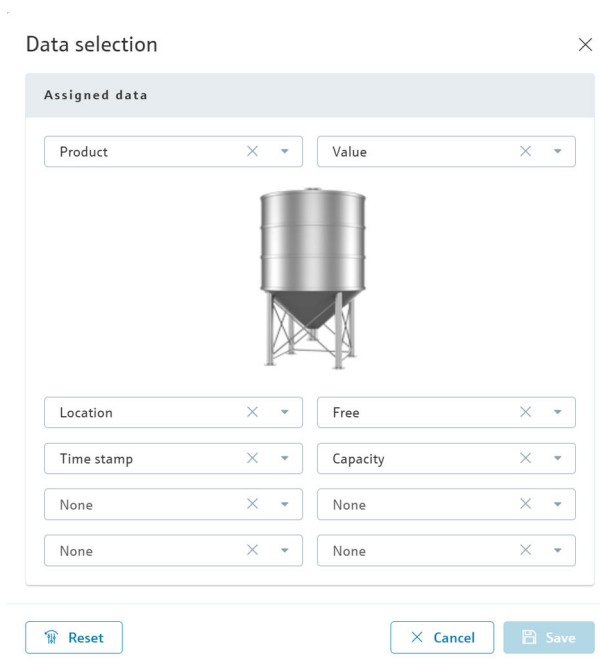 Data selection
Assigned data
Product Value
Location Free
Time stamp Capacity
None None
None None
Reset Cancel Save